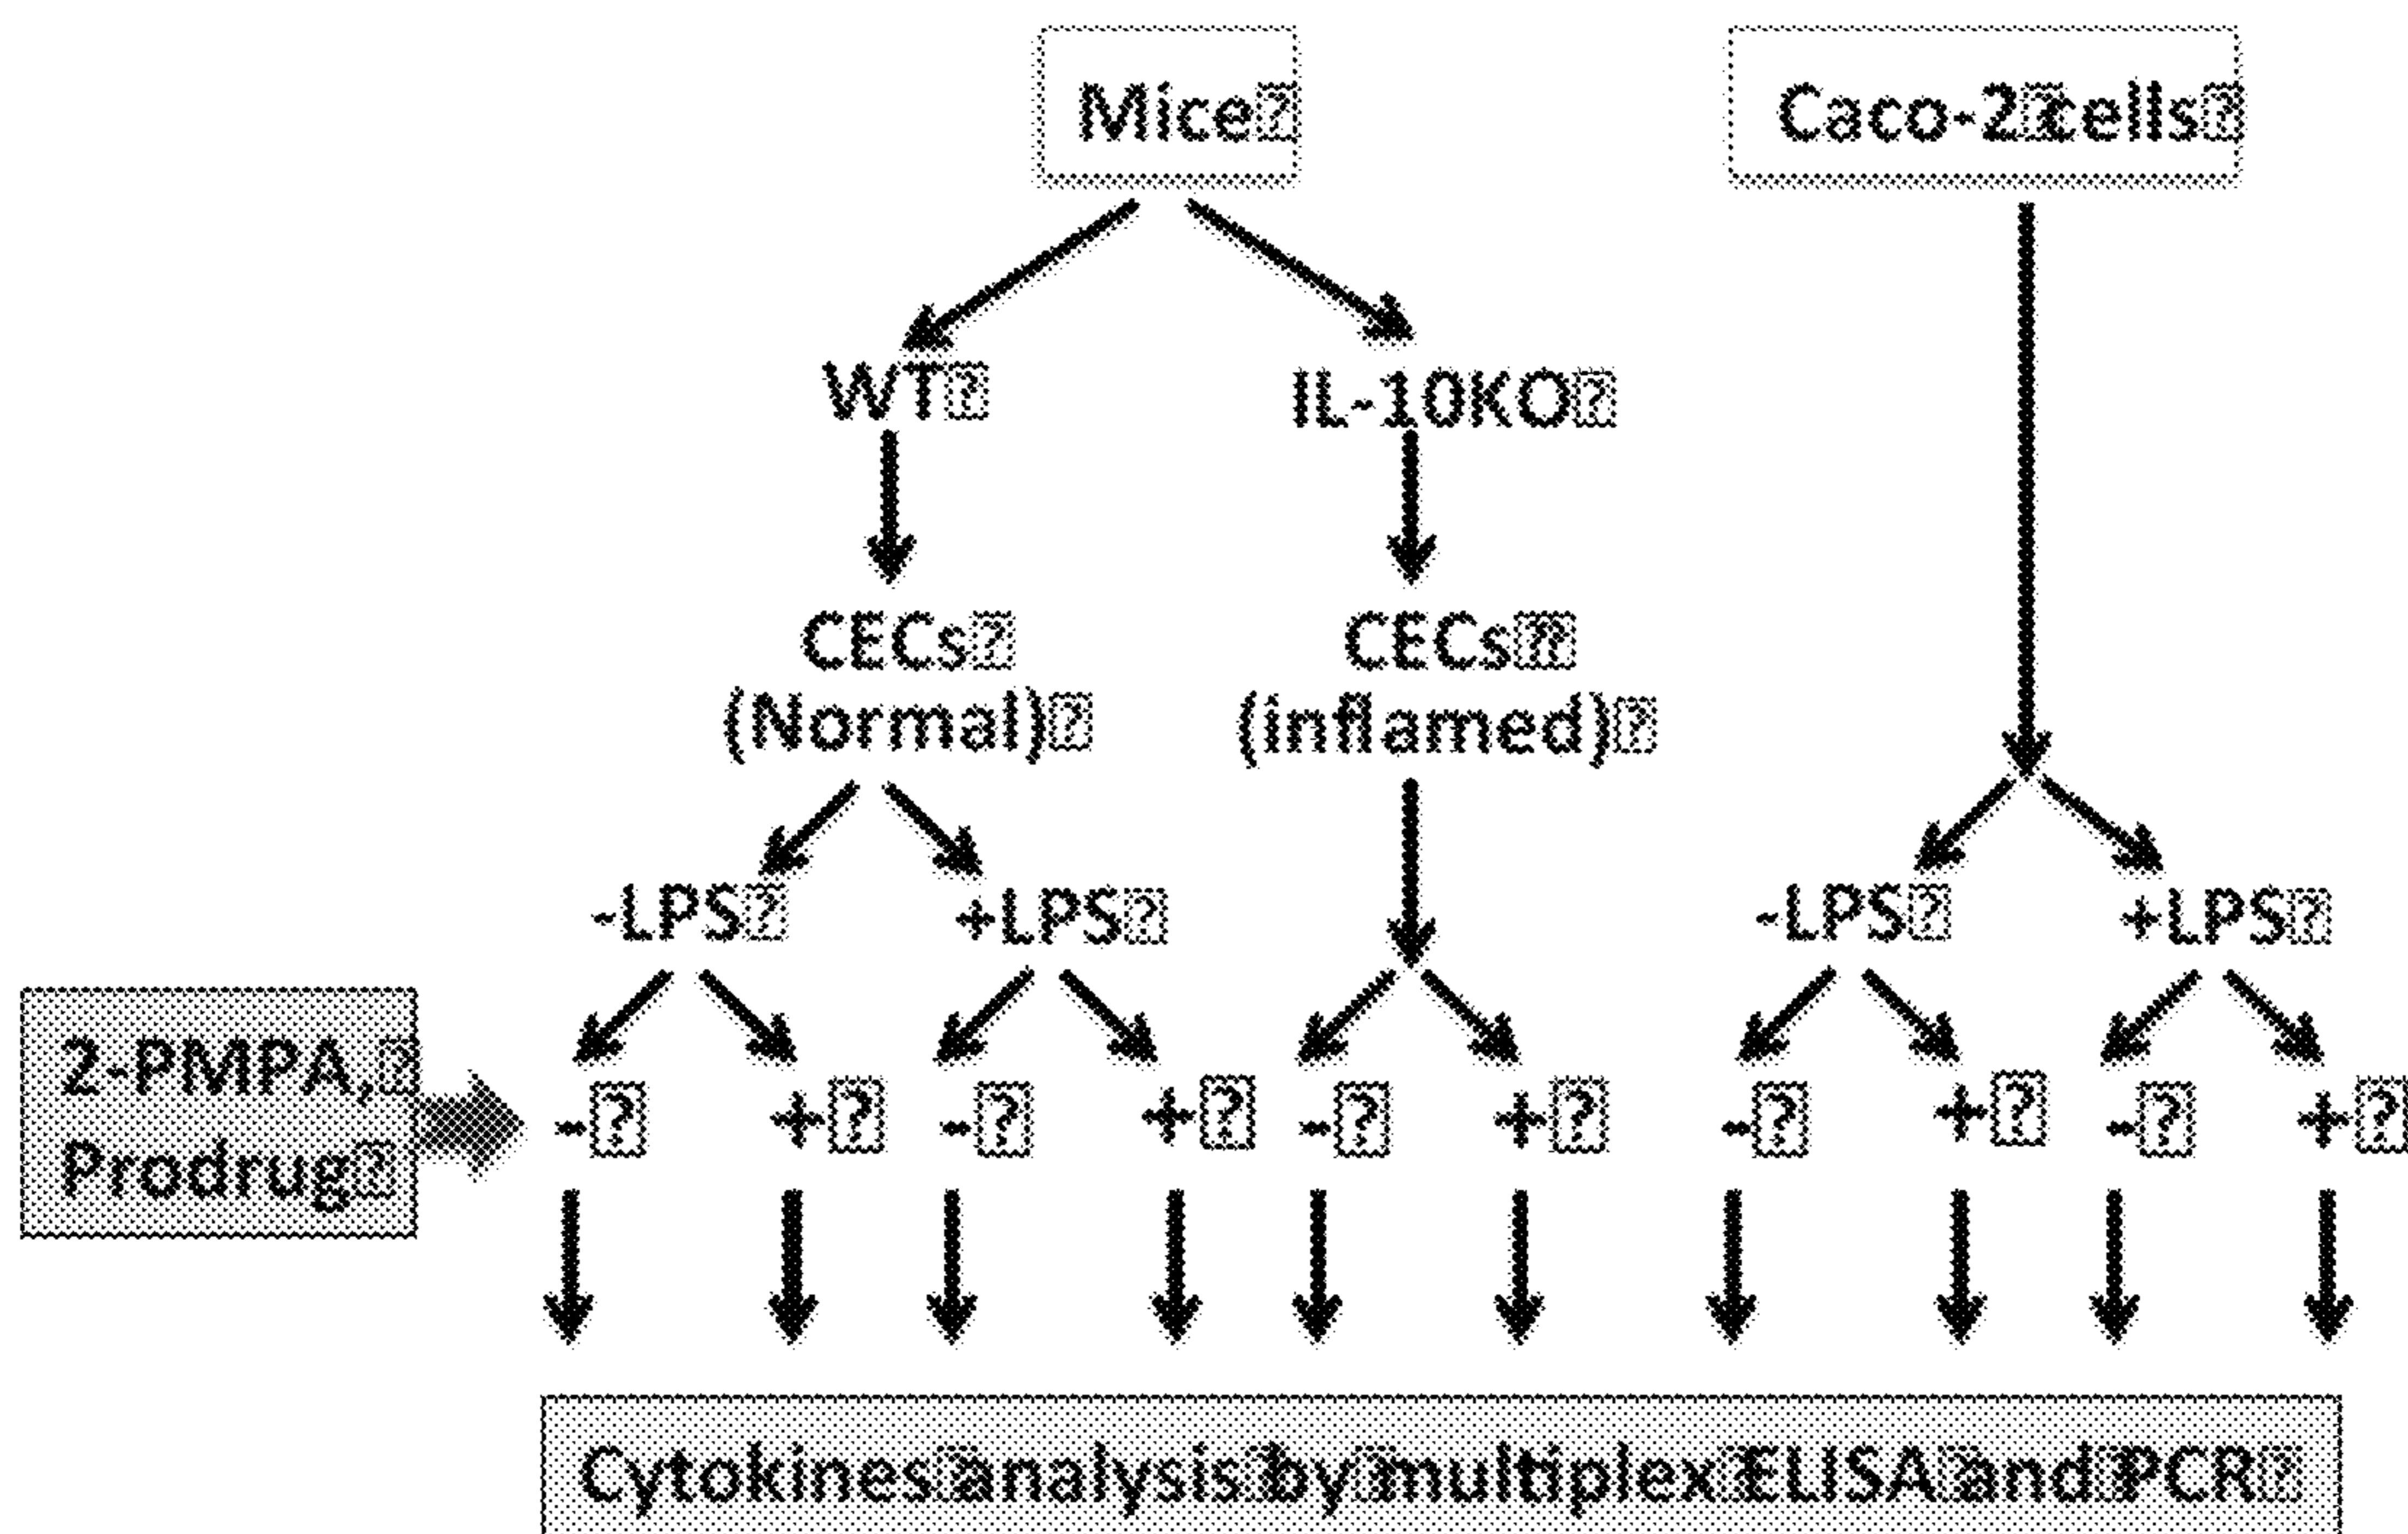 Mice
Caco-2 cells
WT
IL-10KO
CECs
(Normal)
CECs
(inflamed)
-LPS
+LPS
-LPS
+LPS
2-PMPA,
Prodrug
- + - + - + - + - +
Cytokines analysis by multiplex ELISA and PCR